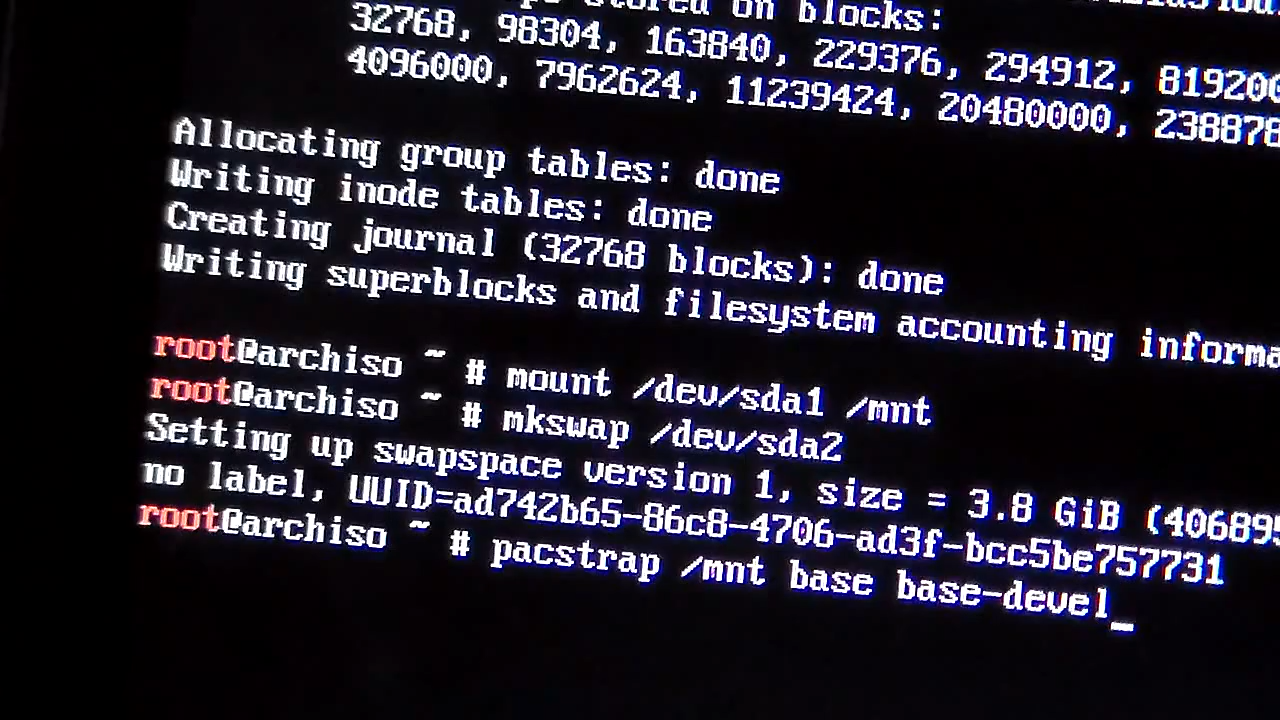 stored on blocks:
32768, 98304, 163840, 229376, 294912, 819200
4096000, 7962624, 11239424, 20480000, 238878
Allocating group tables: done
Writing inode tables: done
Creating journal (32768 blocks): done
Writing superblocks and filesystem accounting informa
root@archiso ~ # mount /dev/sda1 /mnt
root@archiso ~ # mkswap /dev/sda2
Setting up swapspace version 1, size = 3.8 GiB (406895
no label, UUID=ad742b65-86c8-4706-ad3f-bcc5be757731
root@archiso ~ # pacstrap /mnt base base-devel_